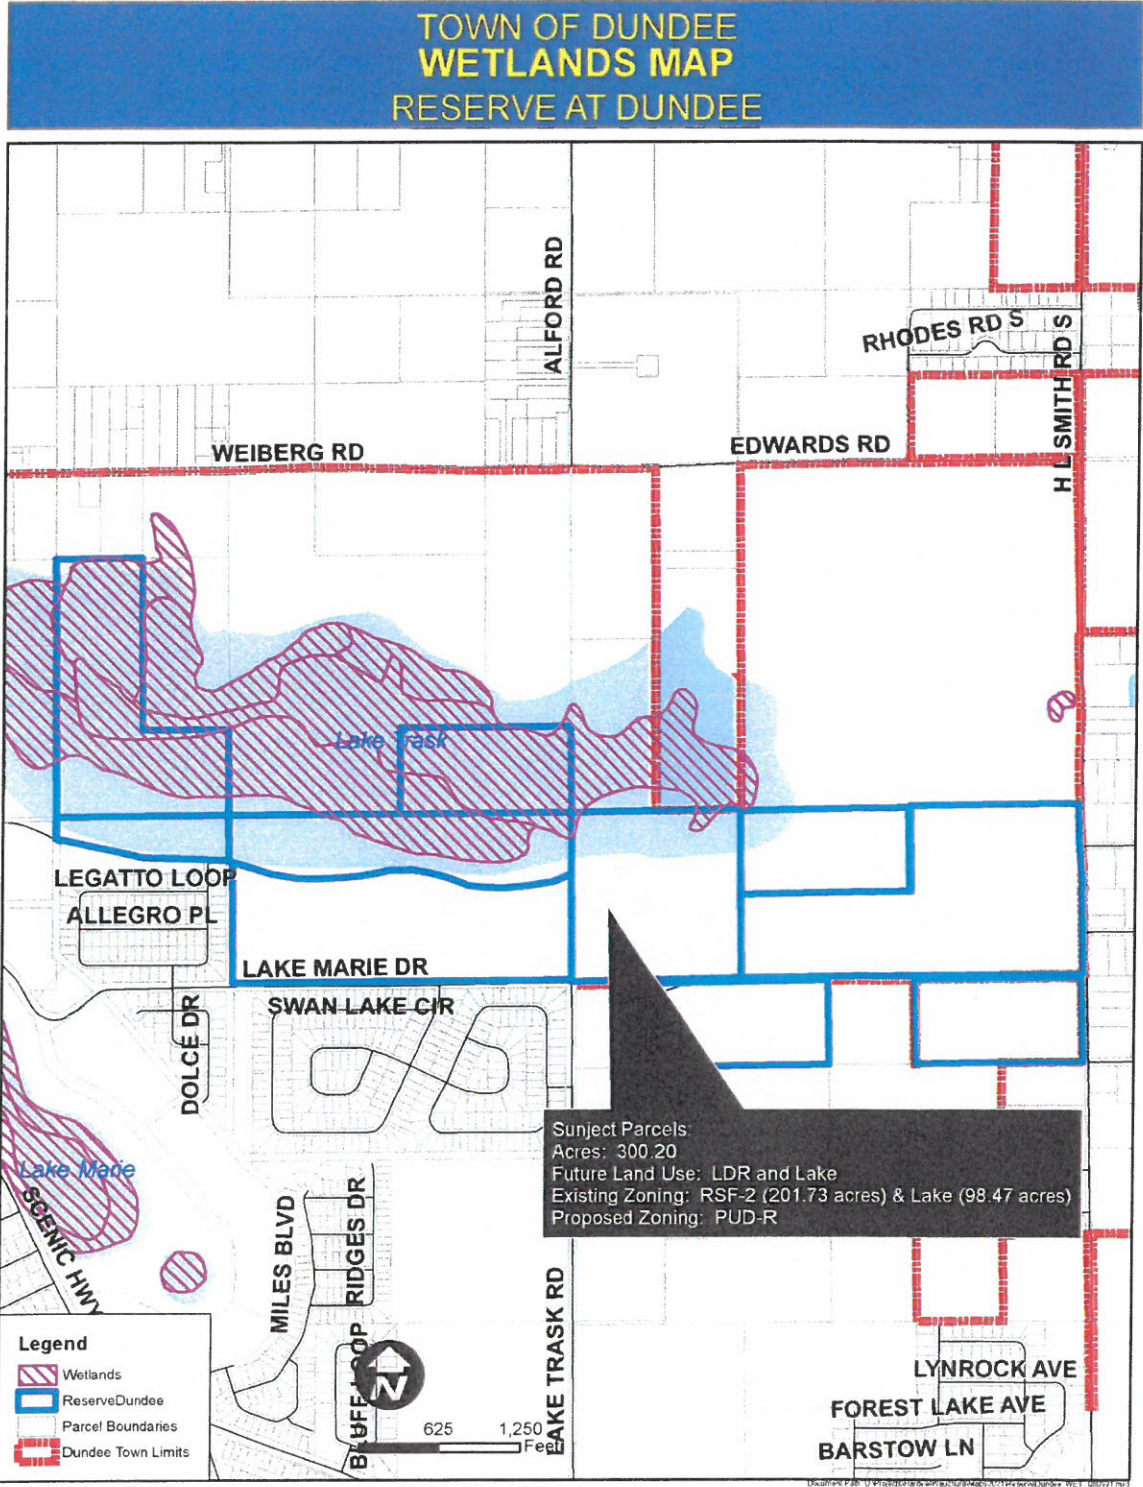 TOWN OF DUNDEE
WETLANDS MAP
RESERVE AT DUNDEE
ALFORD RD
RHODES RD S
H L SMITH RD S
WEIBERG RD
EDWARDS RD
Lake Trask
LEGATTO LOOP
ALLEGRO PL
LAKE MARIE DR
SWAN LAKE CIR
DOLCE DR
Sunject Parcels:
Acres: 300.20
Future Land Use: LDR and Lake
Existing Zoning: RSF-2 (201.73 acres) & Lake (98.47 acres)
Proposed Zoning: PUD-R
Lake Marie
SCENIC HWY
MILES BLVD
RIDGES DR
LAKE TRASK RD
Legend
Wetlands
ReserveDundee
Parcel Boundaries
Dundee Town Limits
N
625 1,250
Feet
LYNROCK AVE
FOREST LAKE AVE
BARSTOW LN